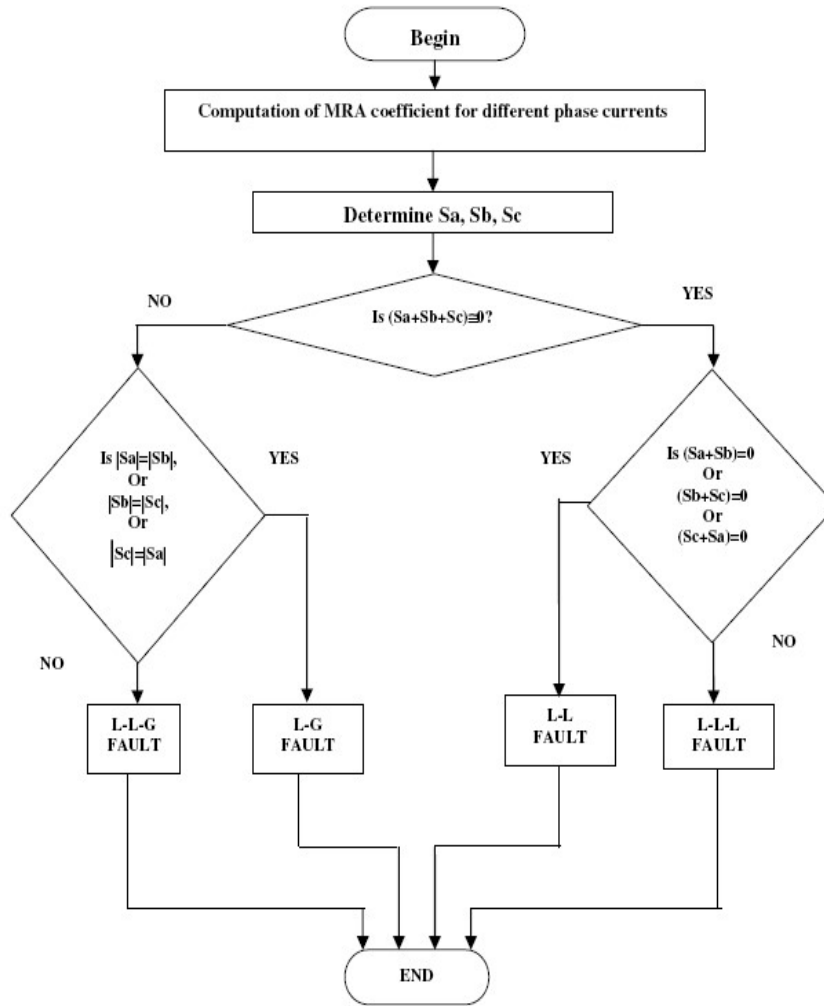 Begin
Computation of MRA coefficient for different phase currents
Determine Sa, Sb, Sc
NO
YES
Is (Sa+Sb+Sc)≅0?
Is |Sa|=|Sb|,
Or
|Sb|=|Sc|,
Or
|Sc|=|Sa|
YES
YES
Is (Sa+Sb)=0
Or
(Sb+Sc)=0
Or
(Sc+Sa)=0
NO
NO
L-L-G
FAULT
L-G
FAULT
L-L
FAULT
L-L-L
FAULT
END